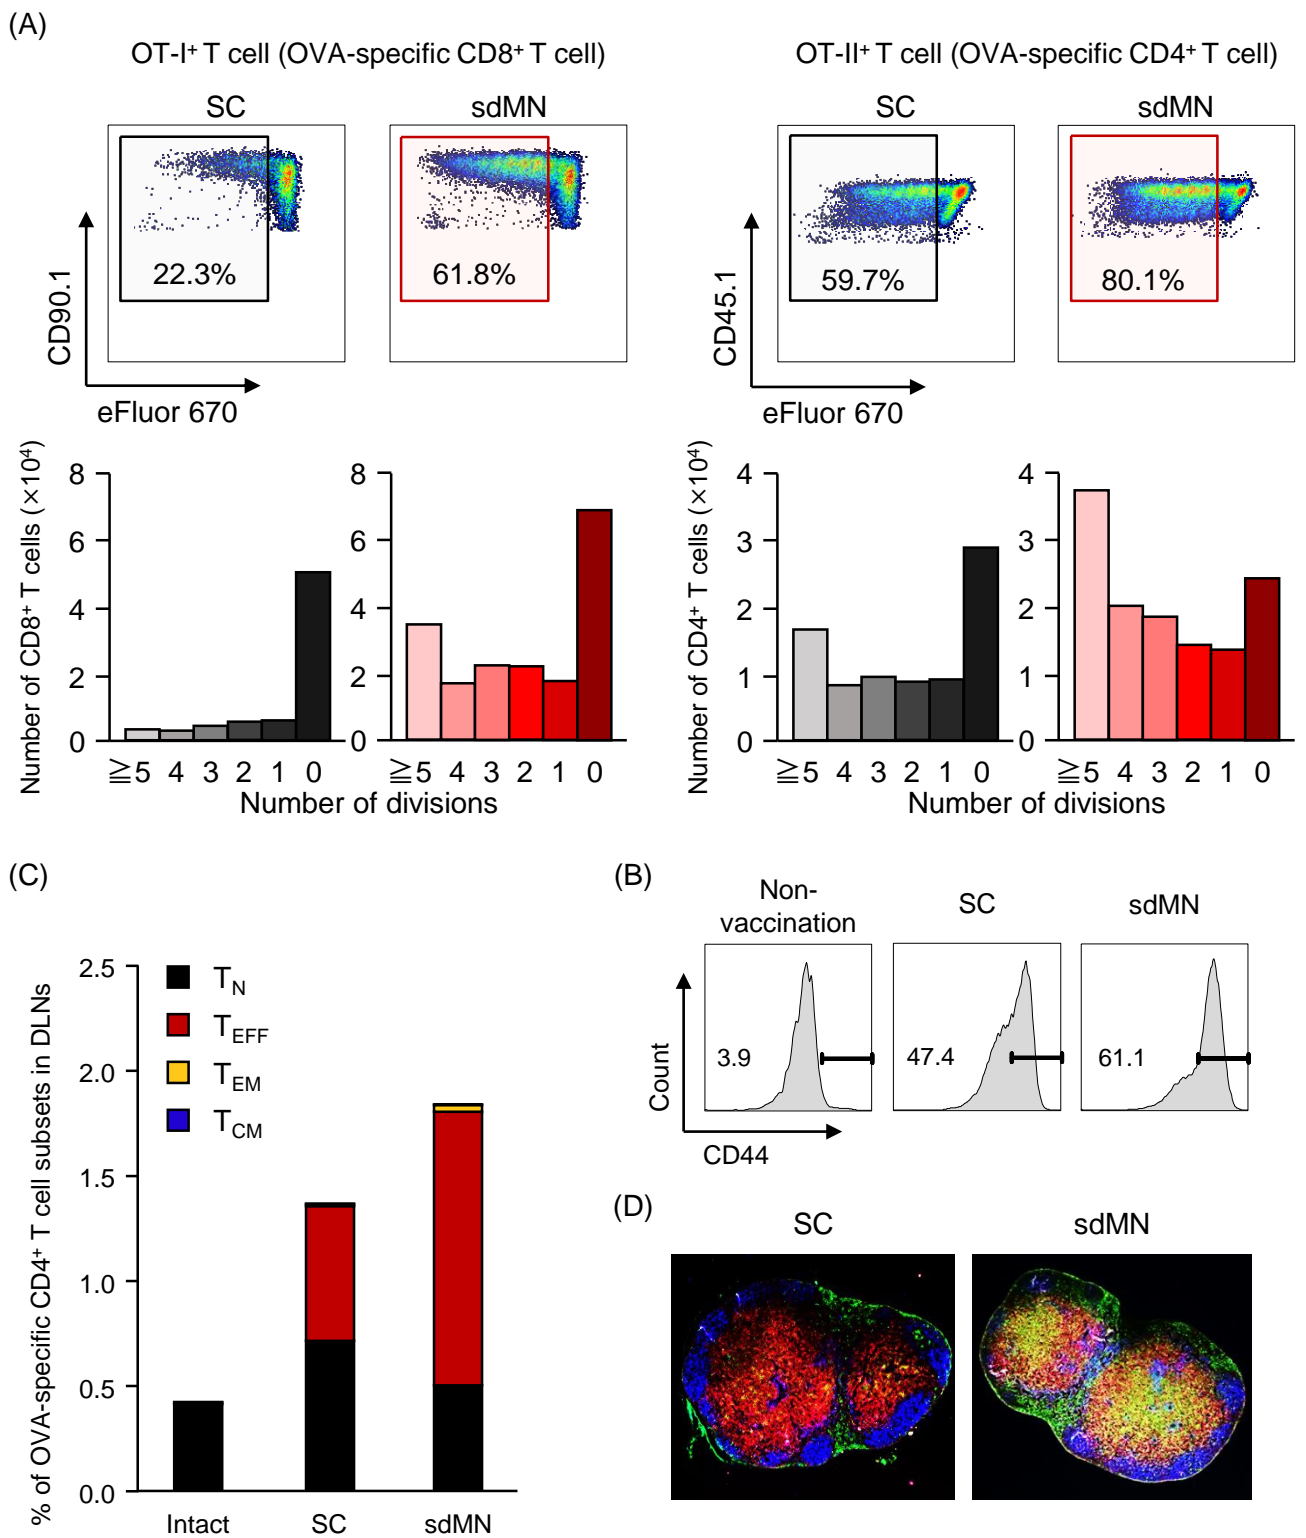 (A)
OT-I⁺ T cell (OVA-specific CD8⁺ T cell)
OT-II⁺ T cell (OVA-specific CD4⁺ T cell)
SC
sdMN
SC
sdMN
22.3%
61.8%
59.7%
80.1%
CD90.1
eFluor 670
CD45.1
eFluor 670
Number of CD8⁺ T cells (×10⁴)
8
6
4
2
0
8
6
4
2
0
≧5 4 3 2 1 0
≧5 4 3 2 1 0
Number of divisions
Number of CD4⁺ T cells (×10⁴)
4
3
2
1
0
4
3
2
1
0
≧5 4 3 2 1 0
≧5 4 3 2 1 0
Number of divisions
(C)
% of OVA-specific CD4⁺ T cell subsets in DLNs
2.5
2.0
1.5
1.0
0.5
0.0
T_N
T_EFF
T_EM
T_CM
Intact
SC
sdMN
(B)
Non-
vaccination
SC
sdMN
3.9
47.4
61.1
Count
CD44
(D)
SC
sdMN